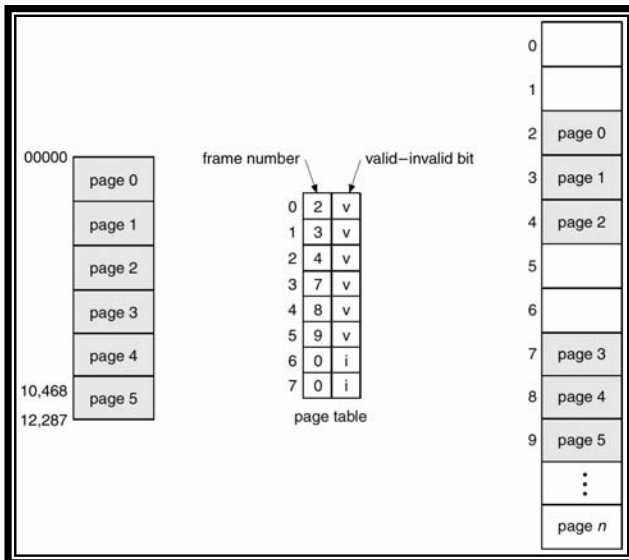 00000
page 0
page 1
page 2
page 3
page 4
10,468
page 5
12,287
frame number
valid–invalid bit
0 2 v
1 3 v
2 4 v
3 7 v
4 8 v
5 9 v
6 0 i
7 0 i
page table
0
1
2 page 0
3 page 1
4 page 2
5
6
7 page 3
8 page 4
9 page 5
page n